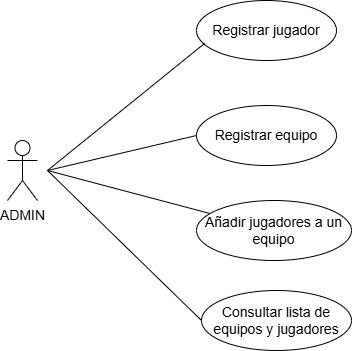 Registrar jugador
Registrar equipo
ADMIN
Añadir jugadores a un
equipo
Consultar lista de
equipos y jugadores